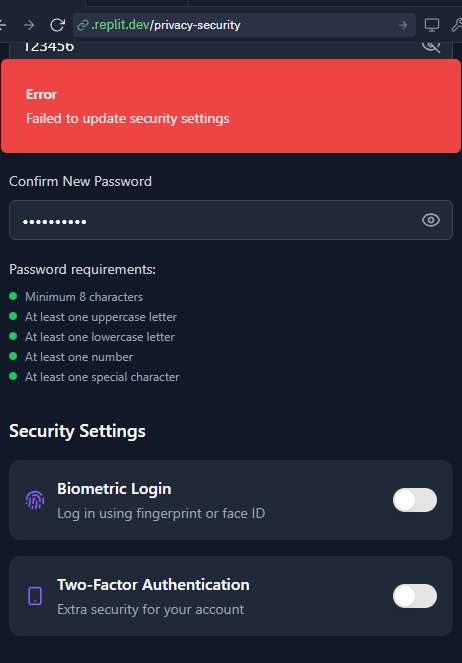 .replit.dev/privacy-security
123456
Error
Failed to update security settings
Confirm New Password
Password requirements:
Minimum 8 characters
At least one uppercase letter
At least one lowercase letter
At least one number
At least one special character
Security Settings
Biometric Login
Log in using fingerprint or face ID
Two-Factor Authentication
Extra security for your account